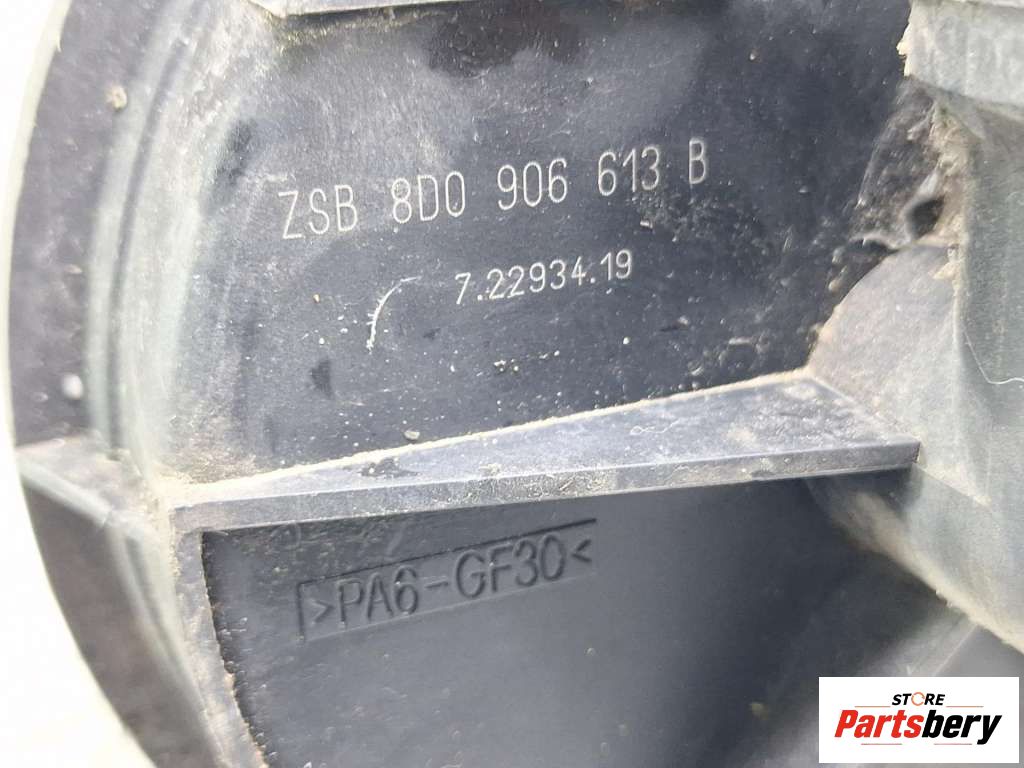 ZSB 8D0 906 613 B
7.22934.19
>PA6-GF30<
STORE
Partsbery